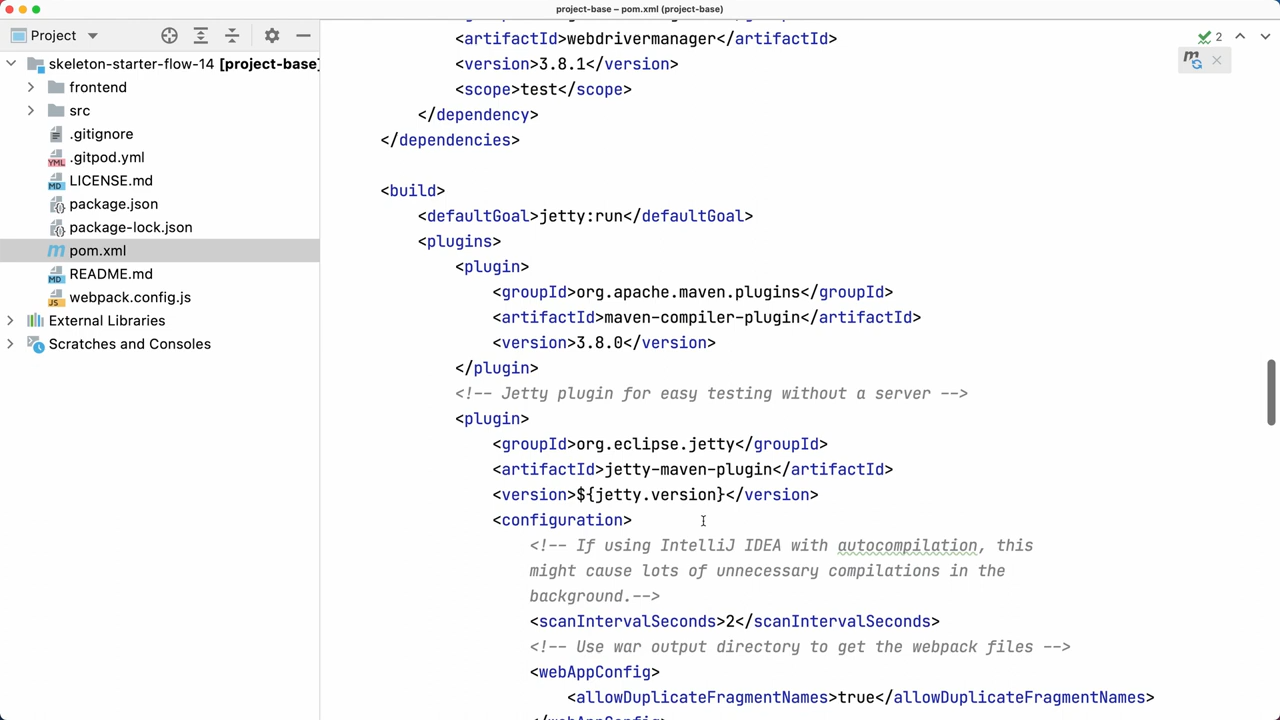 project-base – pom.xml (project-base)
Project
skeleton-starter-flow-14 [project-base]
frontend
src
.gitignore
.gitpod.yml
LICENSE.md
package.json
package-lock.json
pom.xml
README.md
webpack.config.js
External Libraries
Scratches and Consoles
2
<artifactId>webdrivermanager</artifactId>
<version>3.8.1</version>
<scope>test</scope>
</dependency>
</dependencies>
<build>
<defaultGoal>jetty:run</defaultGoal>
<plugins>
<plugin>
<groupId>org.apache.maven.plugins</groupId>
<artifactId>maven-compiler-plugin</artifactId>
<version>3.8.0</version>
</plugin>
<!-- Jetty plugin for easy testing without a server -->
<plugin>
<groupId>org.eclipse.jetty</groupId>
<artifactId>jetty-maven-plugin</artifactId>
<version>${jetty.version}</version>
<configuration>
<!-- If using IntelliJ IDEA with autocompilation, this
might cause lots of unnecessary compilations in the
background.-->
<scanIntervalSeconds>2</scanIntervalSeconds>
<!-- Use war output directory to get the webpack files -->
<webAppConfig>
<allowDuplicateFragmentNames>true</allowDuplicateFragmentNames>